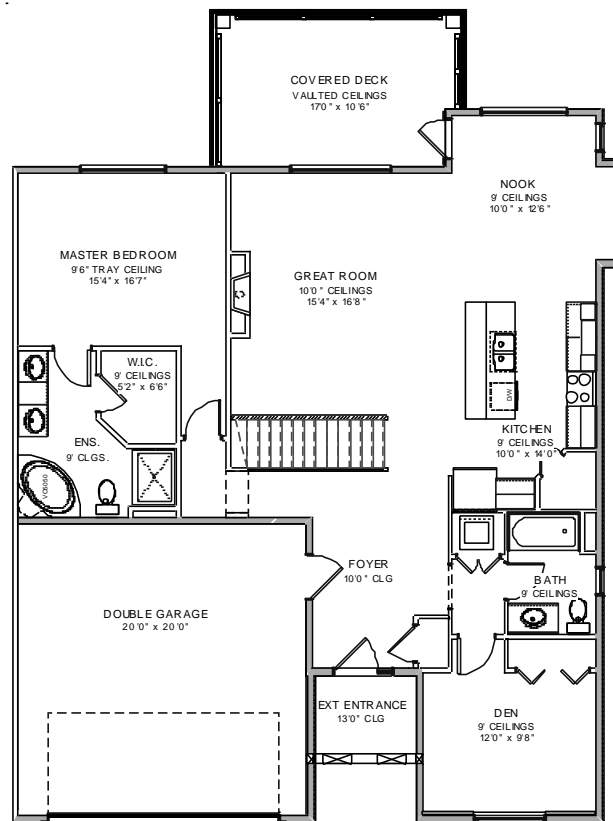 COVERED DECK
VAULTED CEILINGS
17'0" x 10'6"
NOOK
9' CEILINGS
10'0" x 12'6"
MASTER BEDROOM
9'6" TRAY CEILING
15'4" x 16'7"
GREAT ROOM
10'0" CEILINGS
15'4" x 16'8"
W.I.C.
9' CEILINGS
5'2" x 6'6"
D/W
KITCHEN
9' CEILINGS
10'0" x 14'0"
ENS.
9' CLGS.
VO6050
FOYER
10'0" CLG
BATH
9' CEILINGS
DOUBLE GARAGE
20'0" x 20'0"
EXT ENTRANCE
13'0" CLG
DEN
9' CEILINGS
12'0" x 9'8"